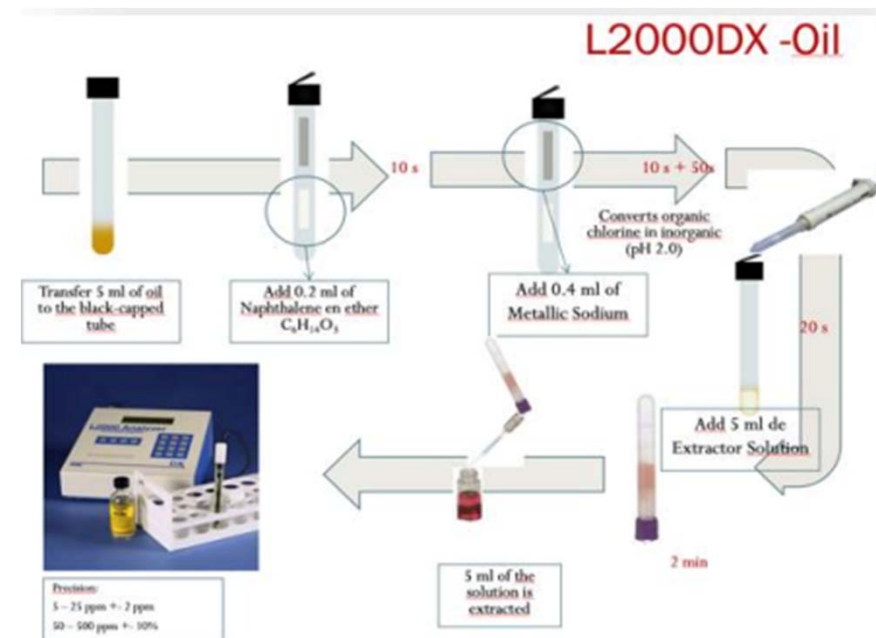 L2000DX -Oil
10 s
10 s + 50s
Converts organic
chlorine in inorganic
(pH 2.0)
Transfer 5 ml of oil
to the black-capped
tube
Add 0.2 ml of
Naphthalene en ether
C₆H₁₄O₃
Add 0.4 ml of
Metallic Sodium
20 s
Add 5 ml de
Extractor Solution
2 min
5 ml of the
solution is
extracted
L2000 Analyzer
Precision:
5 – 25 ppm +- 2 ppm
50 – 500 ppm +- 10%